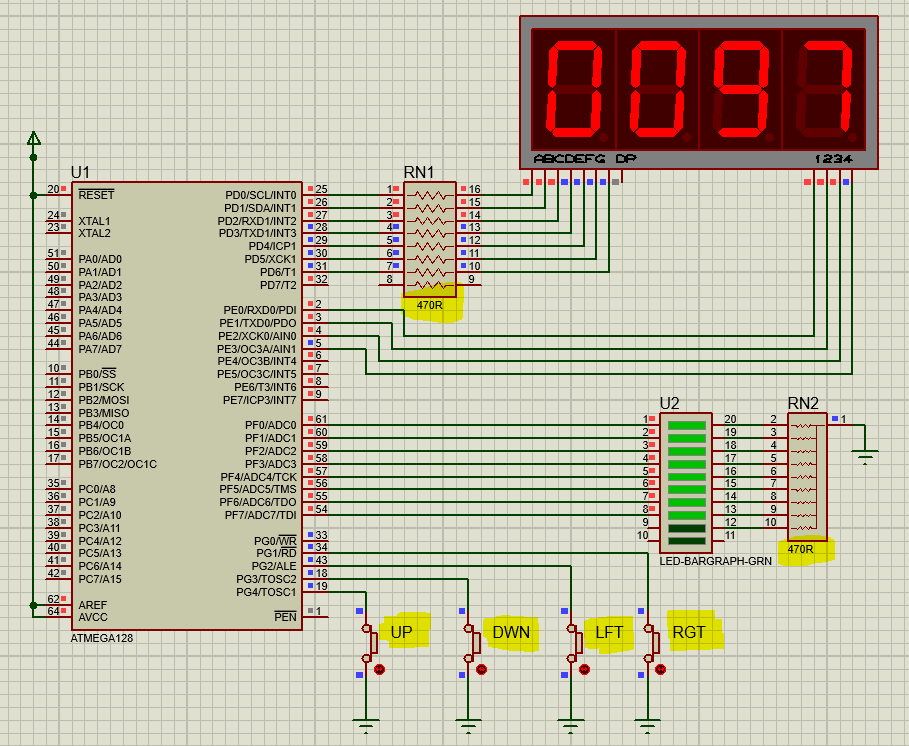 ABCDEFG DP
1234
U1
20 RESET
24 XTAL1
23 XTAL2
51 PA0/AD0
50 PA1/AD1
49 PA2/AD2
48 PA3/AD3
47 PA4/AD4
46 PA5/AD5
45 PA6/AD6
44 PA7/AD7
10 PB0/SS
11 PB1/SCK
12 PB2/MOSI
13 PB3/MISO
14 PB4/OC0
15 PB5/OC1A
16 PB6/OC1B
17 PB7/OC2/OC1C
35 PC0/A8
36 PC1/A9
37 PC2/A10
38 PC3/A11
39 PC4/A12
40 PC5/A13
41 PC6/A14
42 PC7/A15
62 AREF
64 AVCC
PD0/SCL/INT0 25
PD1/SDA/INT1 26
PD2/RXD1/INT2 27
PD3/TXD1/INT3 28
PD4/ICP1 29
PD5/XCK1 30
PD6/T1 31
PD7/T2 32
PE0/RXD0/PDI 2
PE1/TXD0/PDO 3
PE2/XCK0/AIN0 4
PE3/OC3A/AIN1 5
PE4/OC3B/INT4 6
PE5/OC3C/INT5 7
PE6/T3/INT6 8
PE7/ICP3/INT7 9
PF0/ADC0 61
PF1/ADC1 60
PF2/ADC2 59
PF3/ADC3 58
PF4/ADC4/TCK 57
PF5/ADC5/TMS 56
PF6/ADC6/TDO 55
PF7/ADC7/TDI 54
PG0/WR 33
PG1/RD 34
PG2/ALE 43
PG3/TOSC2 18
PG4/TOSC1 19
PEN 1
ATMEGA128
RN1
1 16
2 15
3 14
4 13
5 12
6 11
7 10
8 9
470R
U2
1 20
2 19
3 18
4 17
5 16
6 15
7 14
8 13
9 12
10 11
LED-BARGRAPH-GRN
RN2
2 1
3
4
5
6
7
8
9
10
470R
UP
DWN
LFT
RGT